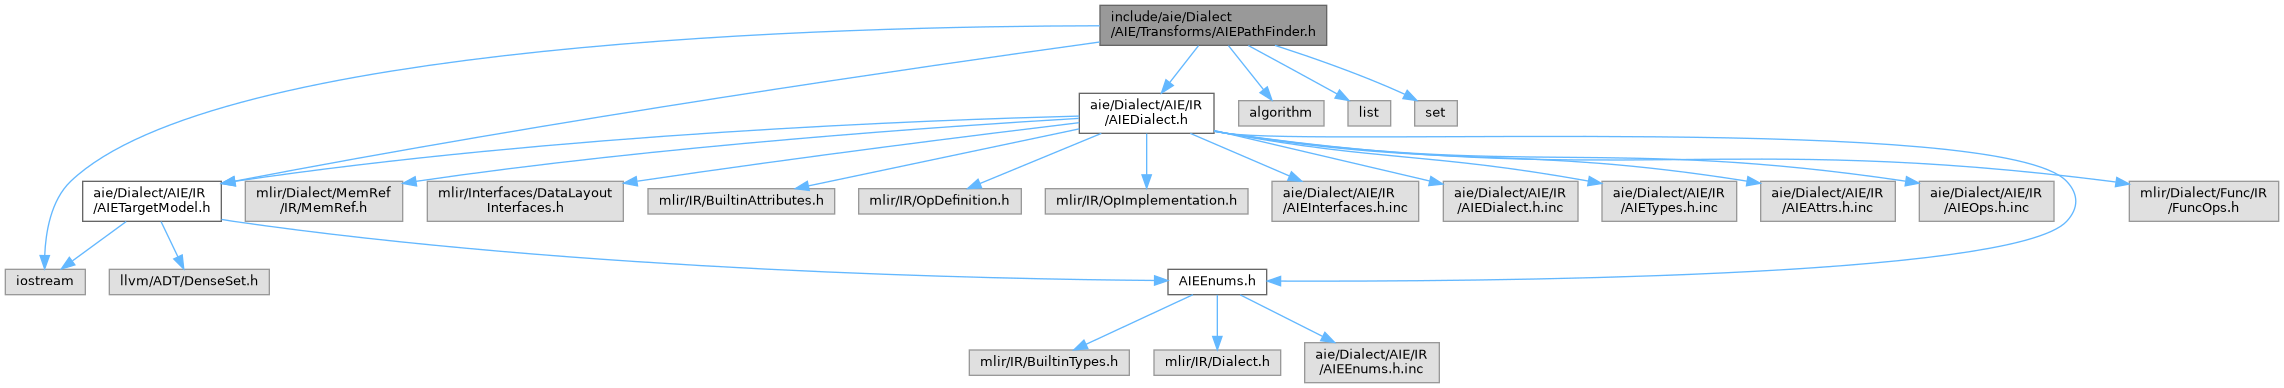 include/aie/Dialect
/AIE/Transforms/AIEPathFinder.h
aie/Dialect/AIE/IR
/AIEDialect.h
algorithm
list
set
aie/Dialect/AIE/IR
/AIETargetModel.h
mlir/Dialect/MemRef
/IR/MemRef.h
mlir/Interfaces/DataLayout
Interfaces.h
mlir/IR/BuiltinAttributes.h
mlir/IR/OpDefinition.h
mlir/IR/OpImplementation.h
aie/Dialect/AIE/IR
/AIEInterfaces.h.inc
aie/Dialect/AIE/IR
/AIEDialect.h.inc
aie/Dialect/AIE/IR
/AIETypes.h.inc
aie/Dialect/AIE/IR
/AIEAttrs.h.inc
aie/Dialect/AIE/IR
/AIEOps.h.inc
mlir/Dialect/Func/IR
/FuncOps.h
iostream
llvm/ADT/DenseSet.h
AIEEnums.h
mlir/IR/BuiltinTypes.h
mlir/IR/Dialect.h
aie/Dialect/AIE/IR
/AIEEnums.h.inc